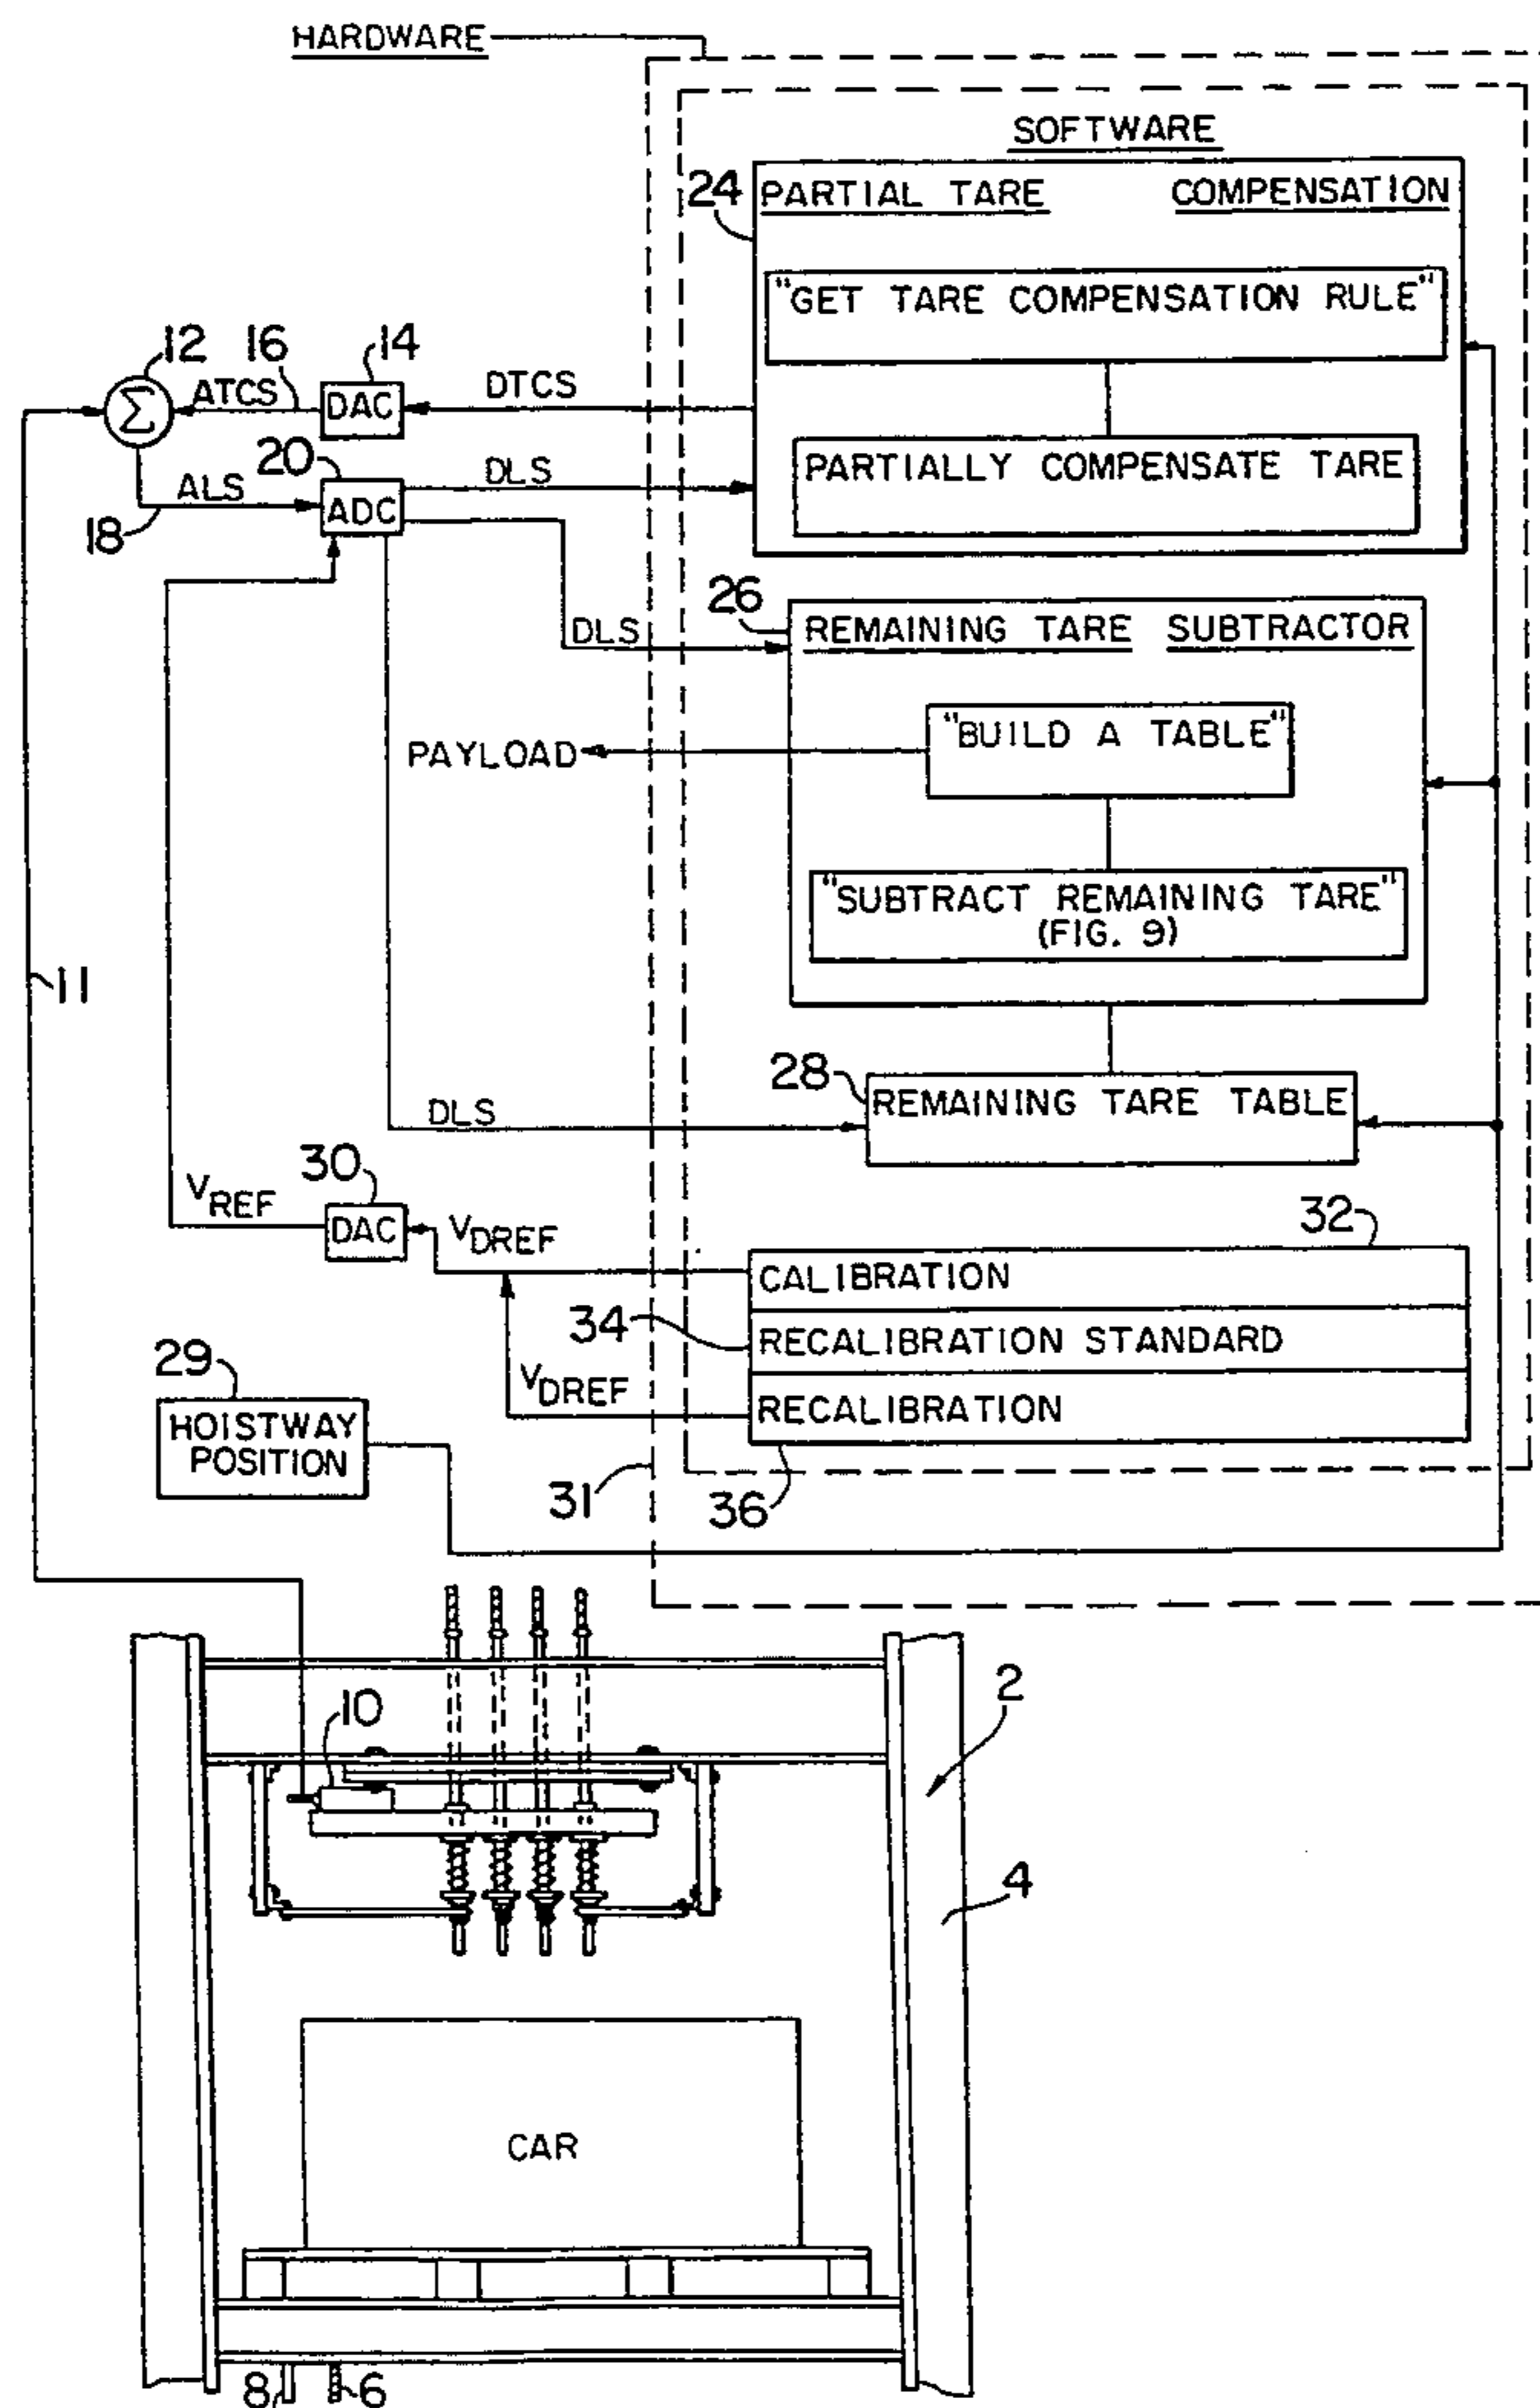 HARDWARE
SOFTWARE
24
PARTIAL TARE COMPENSATION
"GET TARE COMPENSATION RULE"
12
16
14
ATCS
DAC
DTCS
Σ
PARTIALLY COMPENSATE TARE
20
ALS
ADC
DLS
18
26
DLS
REMAINING TARE SUBTRACTOR
"BUILD A TABLE"
PAYLOAD
"SUBTRACT REMAINING TARE"
(FIG. 9)
11
28
REMAINING TARE TABLE
DLS
30
VREF
DAC
VDREF
32
CALIBRATION
34
RECALIBRATION STANDARD
29
VDREF
RECALIBRATION
HOISTWAY
POSITION
31
36
2
10
4
CAR
8
6